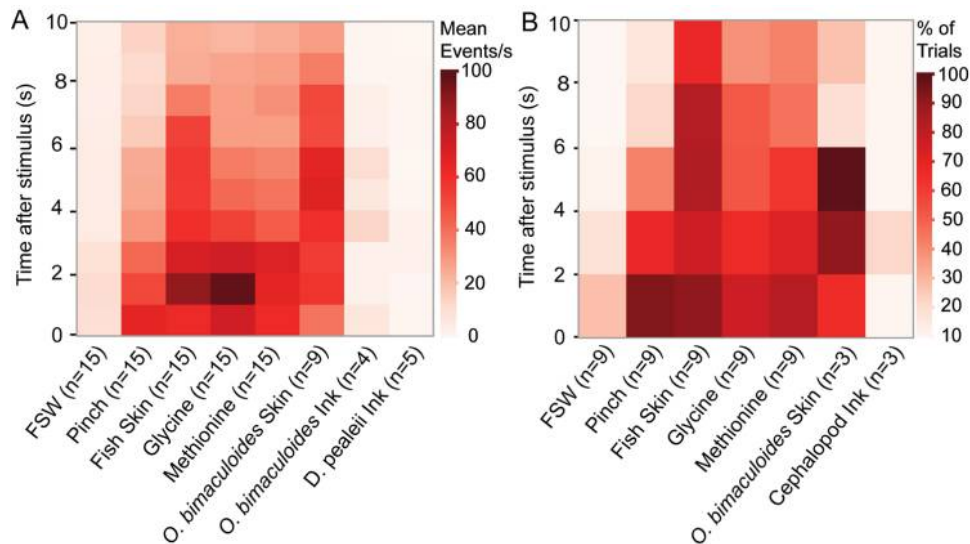 A
Time after stimulus (s)
10
8
6
4
2
0
Mean
Events/s
100
80
60
40
20
0
FSW (n=15)
Pinch (n=15)
Fish Skin (n=15)
Glycine (n=15)
Methionine (n=15)
O. bimaculoides Skin (n=9)
O. bimaculoides Ink (n=4)
D. pealeii Ink (n=5)
B
Time after stimulus (s)
10
8
6
4
2
0
% of
Trials
100
90
80
70
60
50
40
30
20
10
FSW (n=9)
Pinch (n=9)
Fish Skin (n=9)
Glycine (n=9)
Methionine (n=9)
O. bimaculoides Skin (n=3)
Cephalopod Ink (n=3)